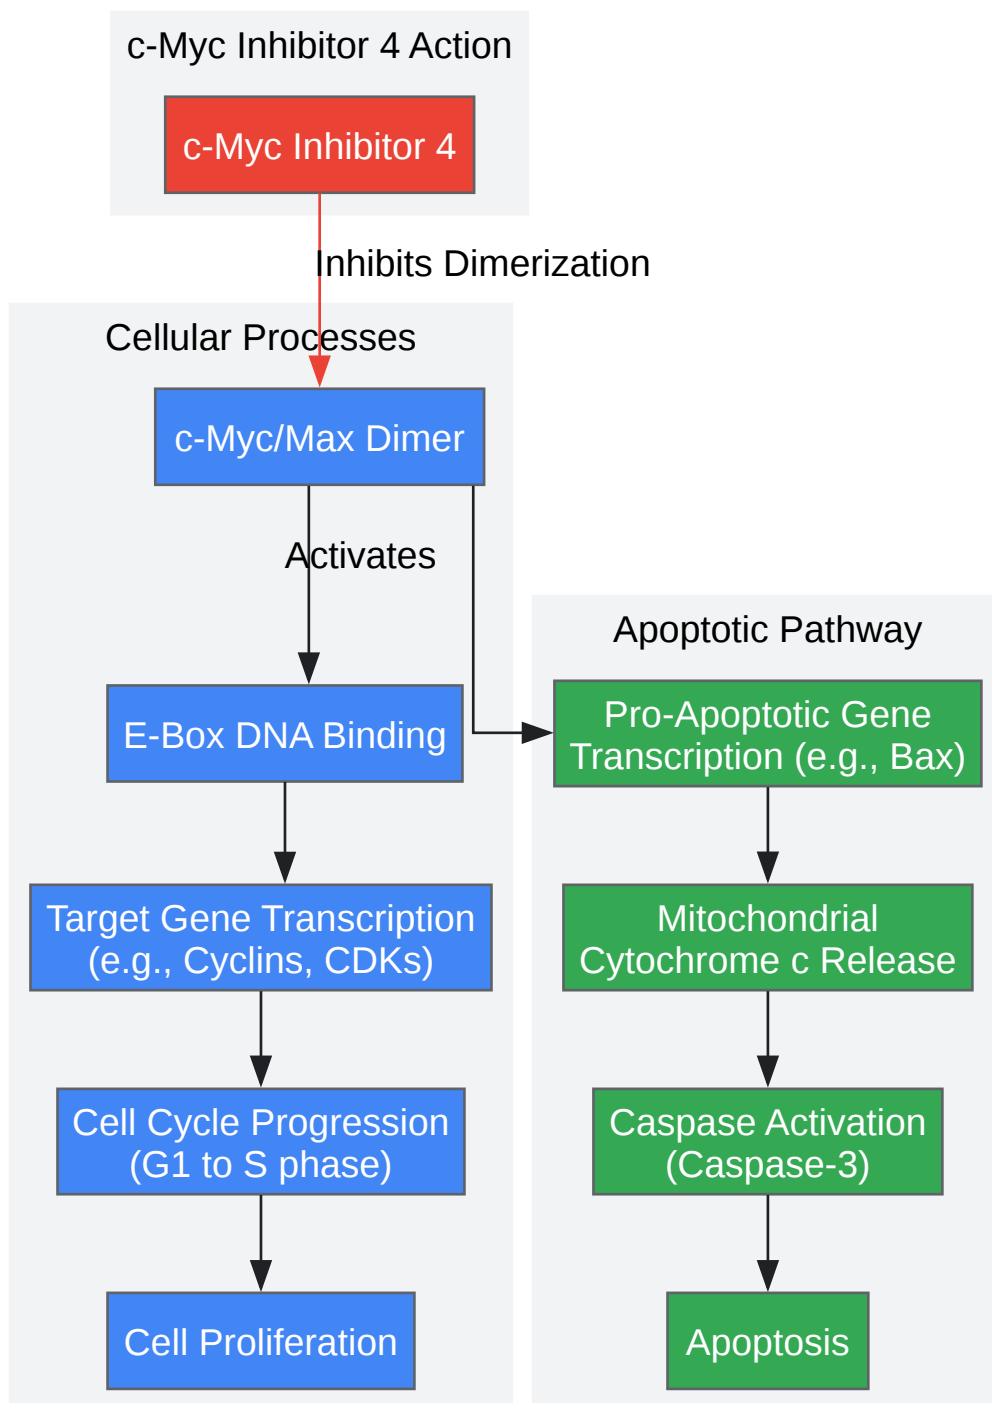 c-Myc Inhibitor 4 Action
c-Myc Inhibitor 4
Inhibits Dimerization
Cellular Processes
c-Myc/Max Dimer
Activates
E-Box DNA Binding
Target Gene Transcription
(e.g., Cyclins, CDKs)
Cell Cycle Progression
(G1 to S phase)
Cell Proliferation
Apoptotic Pathway
Pro-Apoptotic Gene
Transcription (e.g., Bax)
Mitochondrial
Cytochrome c Release
Caspase Activation
(Caspase-3)
Apoptosis